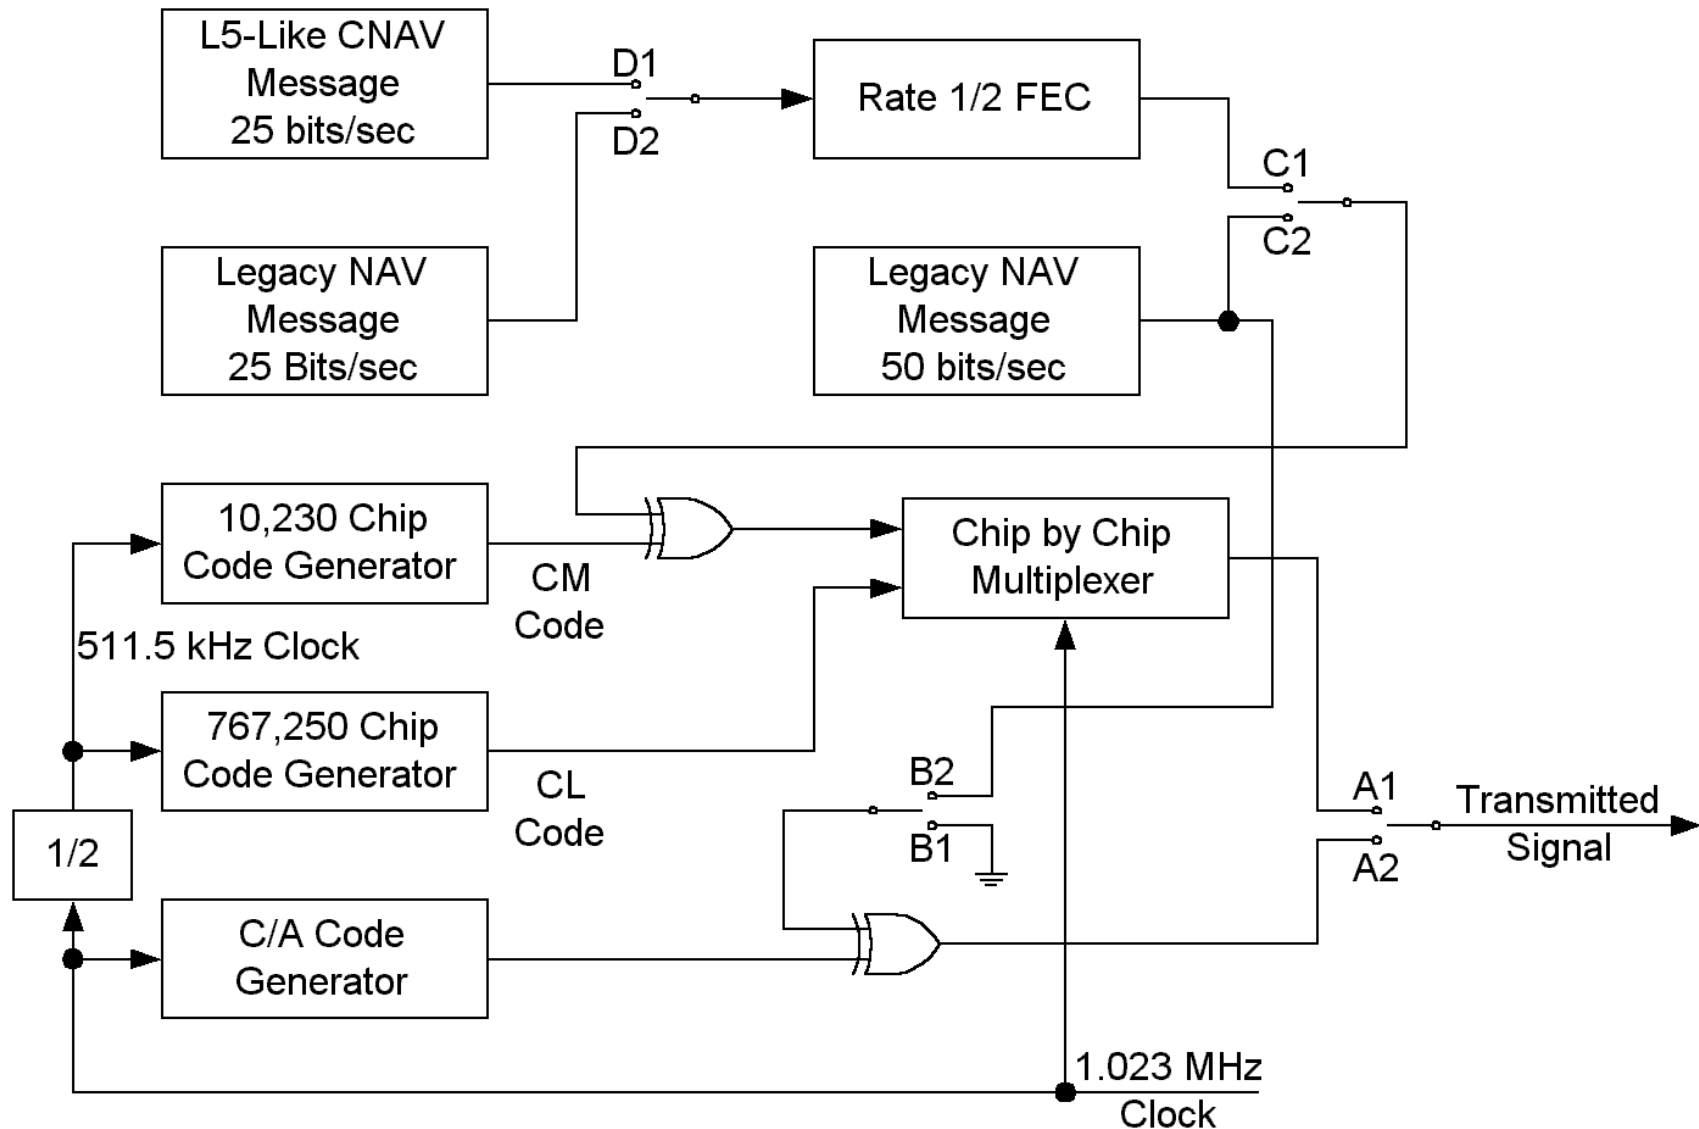 L5-Like CNAV
Message
25 bits/sec
D1
D2
Rate 1/2 FEC
C1
C2
Legacy NAV
Message
25 Bits/sec
Legacy NAV
Message
50 bits/sec
10,230 Chip
Code Generator
CM
Code
Chip by Chip
Multiplexer
511.5 kHz Clock
767,250 Chip
Code Generator
CL
Code
B2
B1
A1
A2
Transmitted
Signal
1/2
C/A Code
Generator
1.023 MHz
Clock